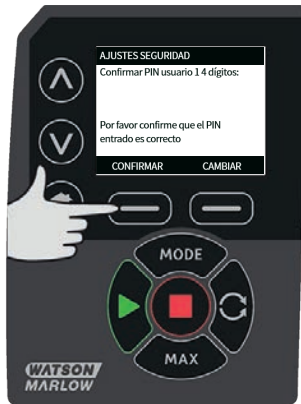 AJUSTES SEGURIDAD
Confirmar PIN usuario 1 4 dígitos:
Por favor confirme que el PIN
entrado es correcto
CONFIRMAR CAMBIAR
MODE
MAX
WATSON
MARLOW